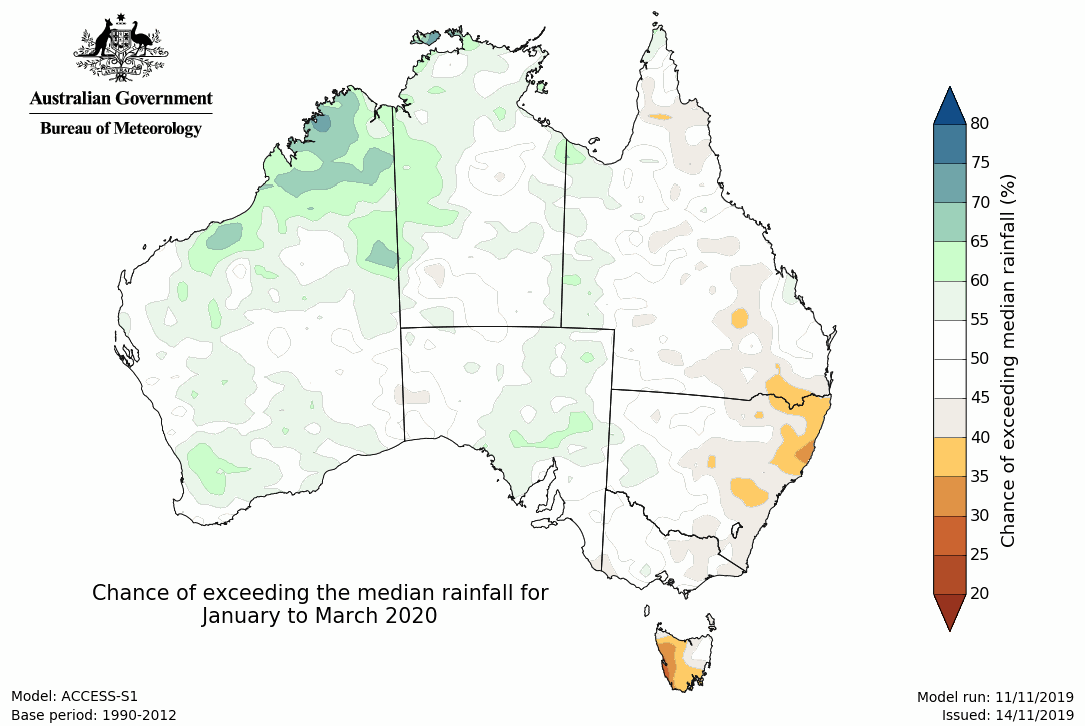 Australian Government
Bureau of Meteorology
80
75
70
65
60
55
50
45
40
35
30
25
20
Chance of exceeding median rainfall (%)
Chance of exceeding the median rainfall for
January to March 2020
Model: ACCESS-S1
Base period: 1990-2012
Model run: 11/11/2019
Issued: 14/11/2019